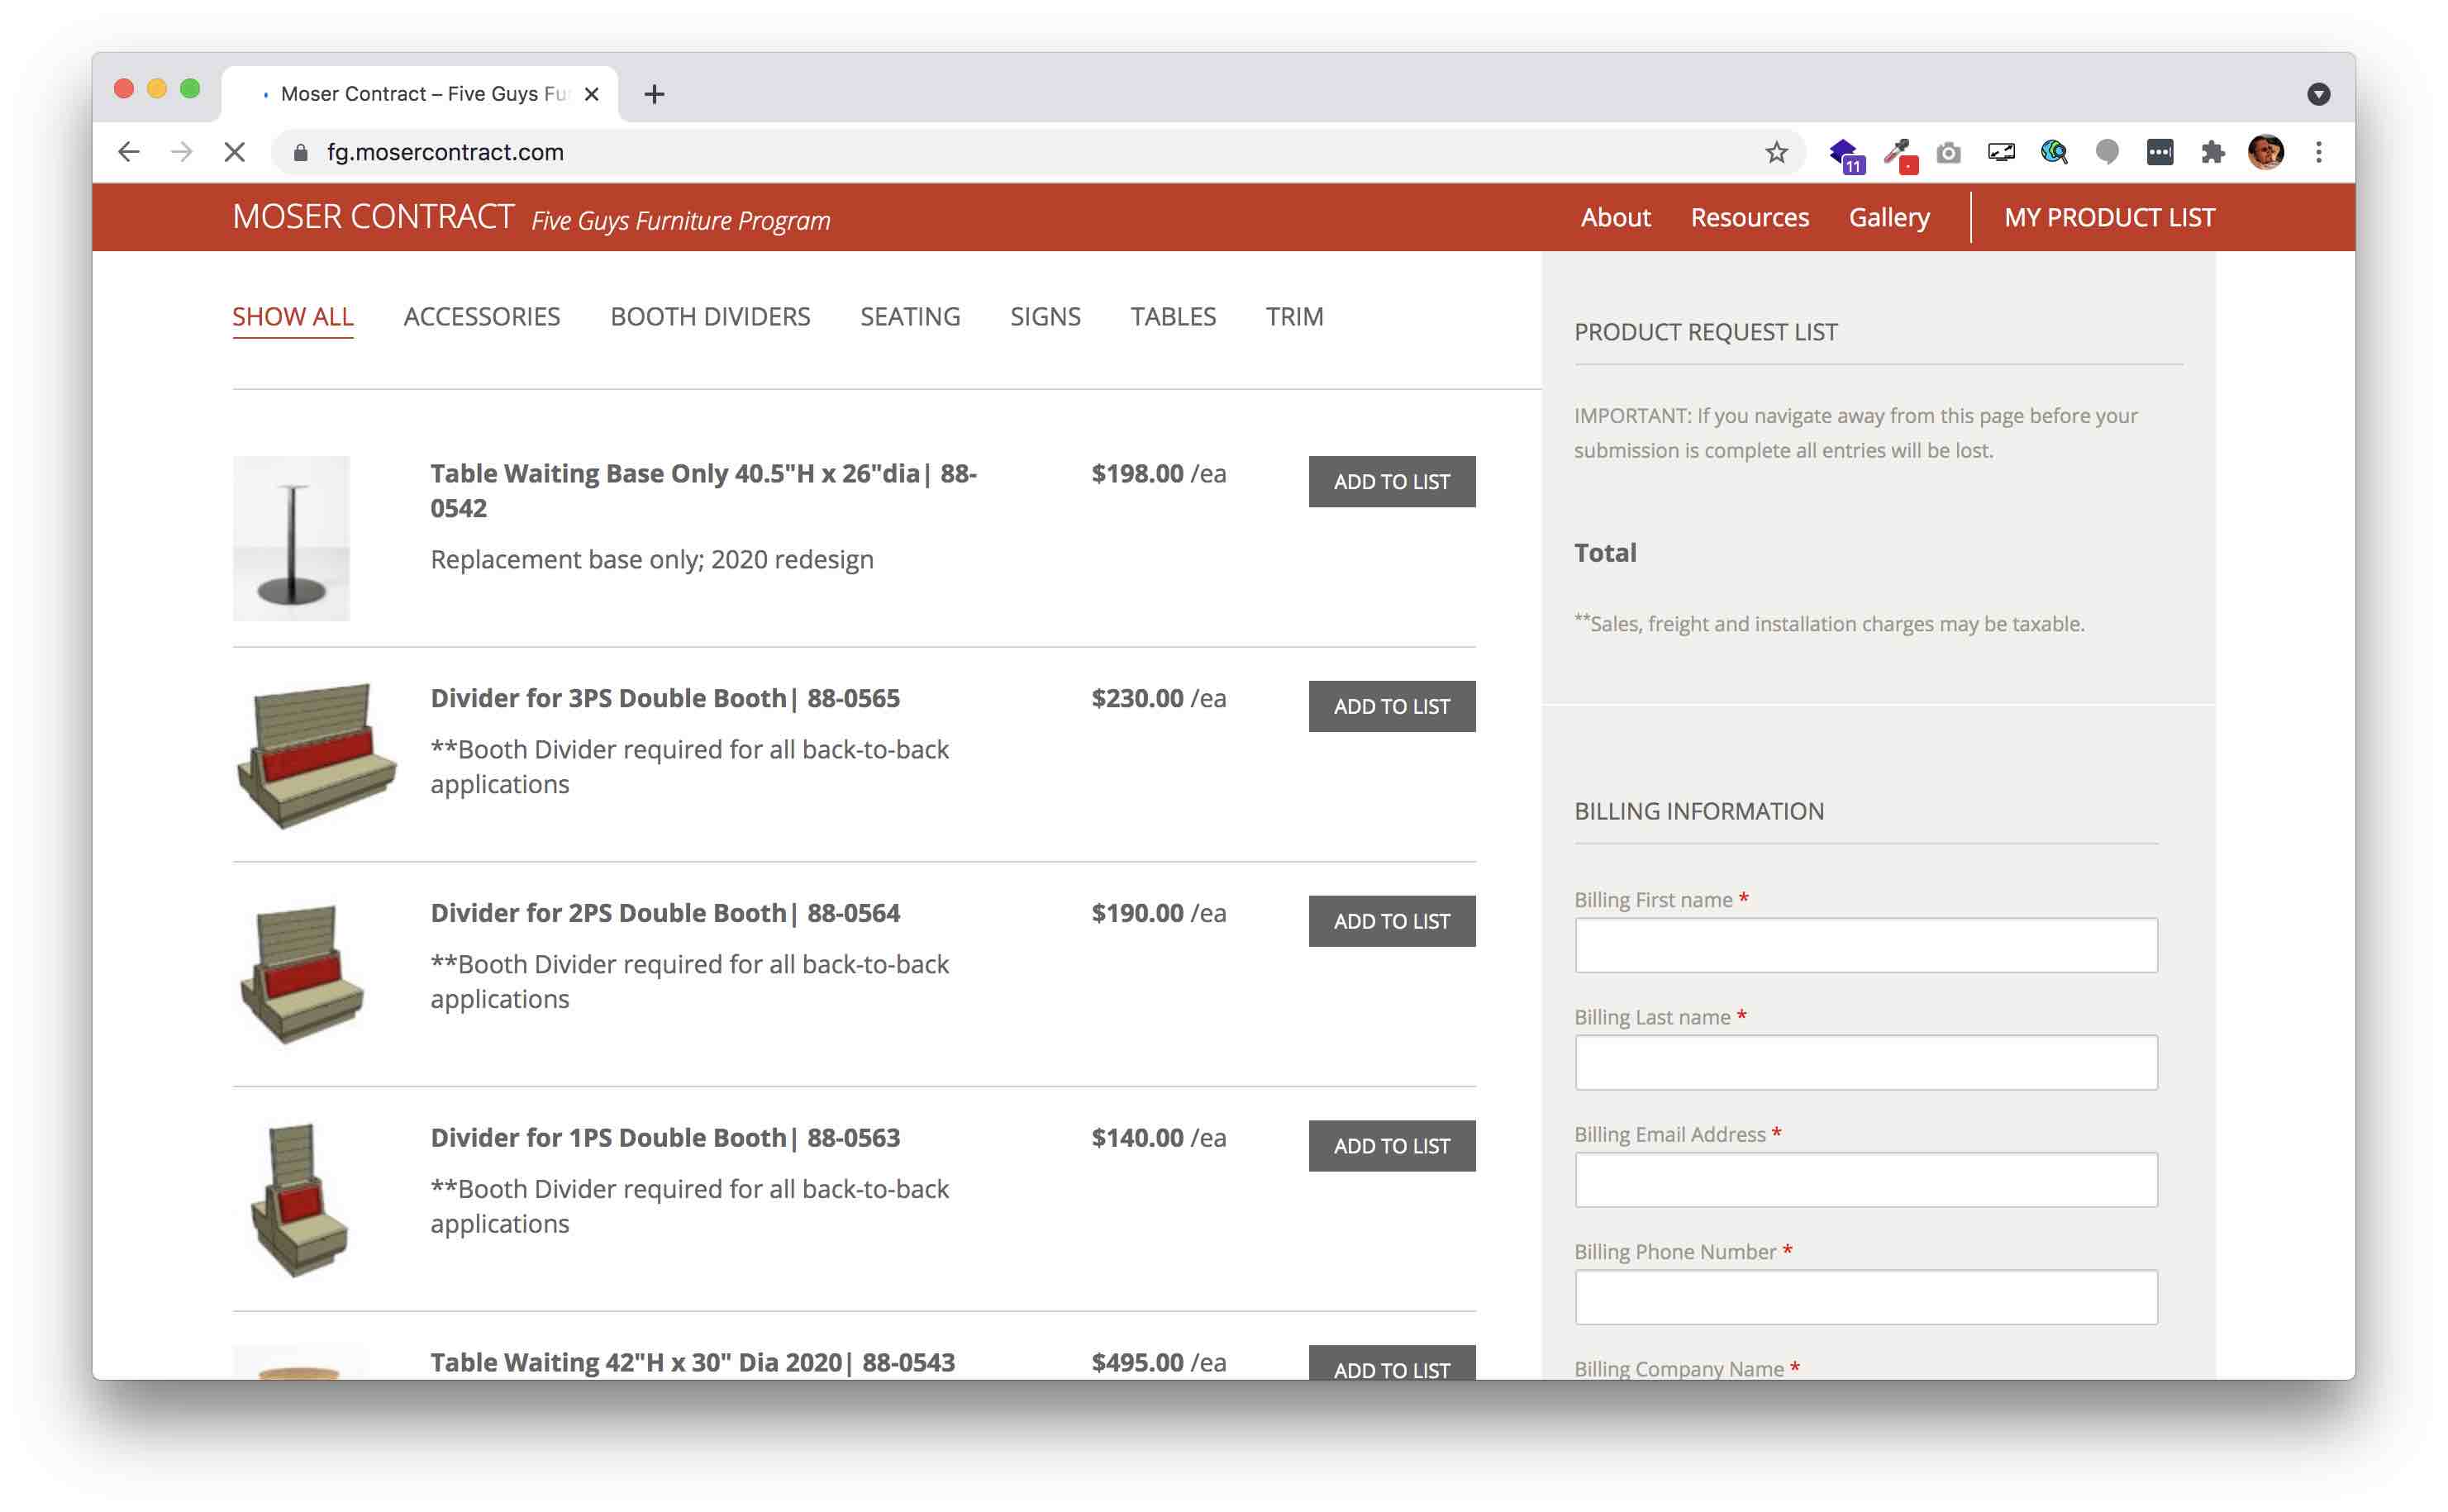 Moser Contract – Five Guys Fu
fg.mosercontract.com
11
MOSER CONTRACT Five Guys Furniture Program
About Resources Gallery MY PRODUCT LIST
SHOW ALL ACCESSORIES BOOTH DIVIDERS SEATING SIGNS TABLES TRIM
Table Waiting Base Only 40.5"H x 26"dia| 88-
0542
Replacement base only; 2020 redesign
$198.00 /ea
ADD TO LIST
Divider for 3PS Double Booth| 88-0565
**Booth Divider required for all back-to-back
applications
$230.00 /ea
ADD TO LIST
Divider for 2PS Double Booth| 88-0564
**Booth Divider required for all back-to-back
applications
$190.00 /ea
ADD TO LIST
Divider for 1PS Double Booth| 88-0563
**Booth Divider required for all back-to-back
applications
$140.00 /ea
ADD TO LIST
Table Waiting 42"H x 30" Dia 2020| 88-0543
$495.00 /ea
ADD TO LIST
PRODUCT REQUEST LIST
IMPORTANT: If you navigate away from this page before your
submission is complete all entries will be lost.
Total
**Sales, freight and installation charges may be taxable.
BILLING INFORMATION
Billing First name *
Billing Last name *
Billing Email Address *
Billing Phone Number *
Billing Company Name *